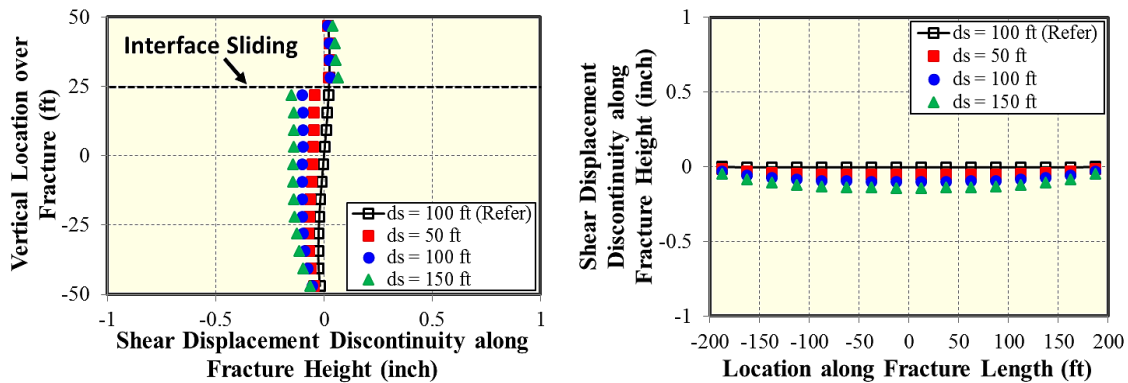 Vertical Location over
Fracture (ft)
50
25
0
-25
-50
Interface Sliding
ds = 100 ft (Refer)
ds = 50 ft
ds = 100 ft
ds = 150 ft
-1
-0.5
0
0.5
1
Shear Displacement Discontinuity along
Fracture Height (inch)
Shear Displacement
Discontinuity along
Fracture Height (inch)
1
0.5
0
-0.5
-1
ds = 100 ft (Refer)
ds = 50 ft
ds = 100 ft
ds = 150 ft
-200 -150 -100 -50 0 50 100 150 200
Location along Fracture Length (ft)